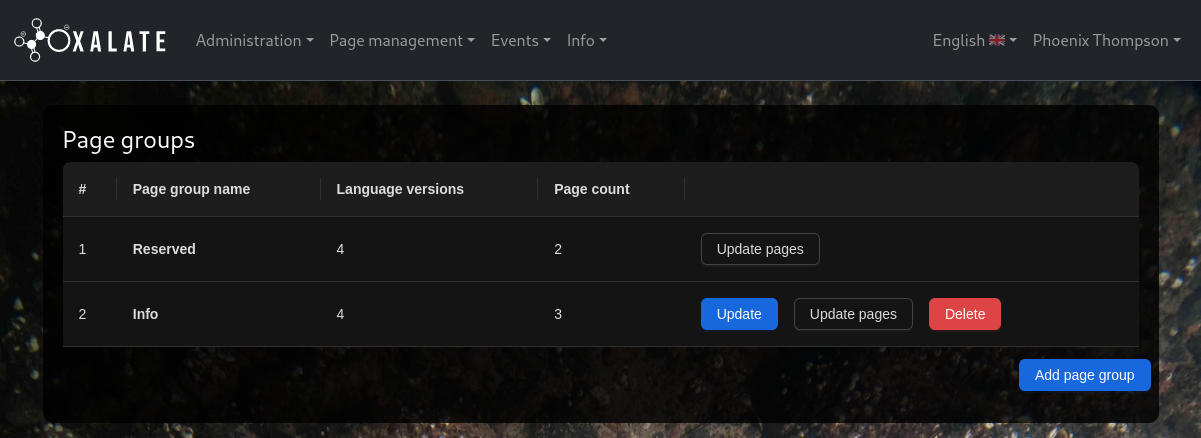 OXALATE Administration Page management Events Info English Phoenix Thompson
Page groups
# Page group name Language versions Page count
1 Reserved 4 2 Update pages
2 Info 4 3 Update Update pages Delete
Add page group